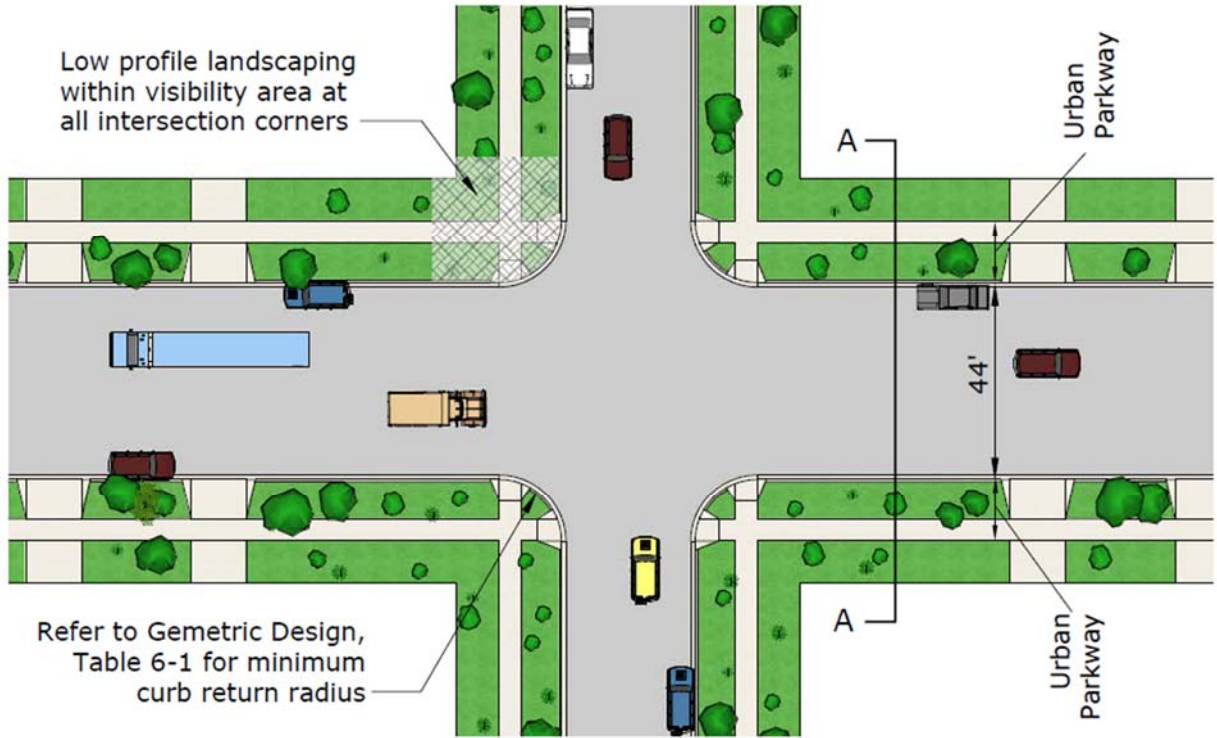 Low profile landscaping
within visibility area at
all intersection corners
A
Urban
Parkway
44'
Refer to Gemetric Design,
Table 6-1 for minimum
curb return radius
A
Urban
Parkway